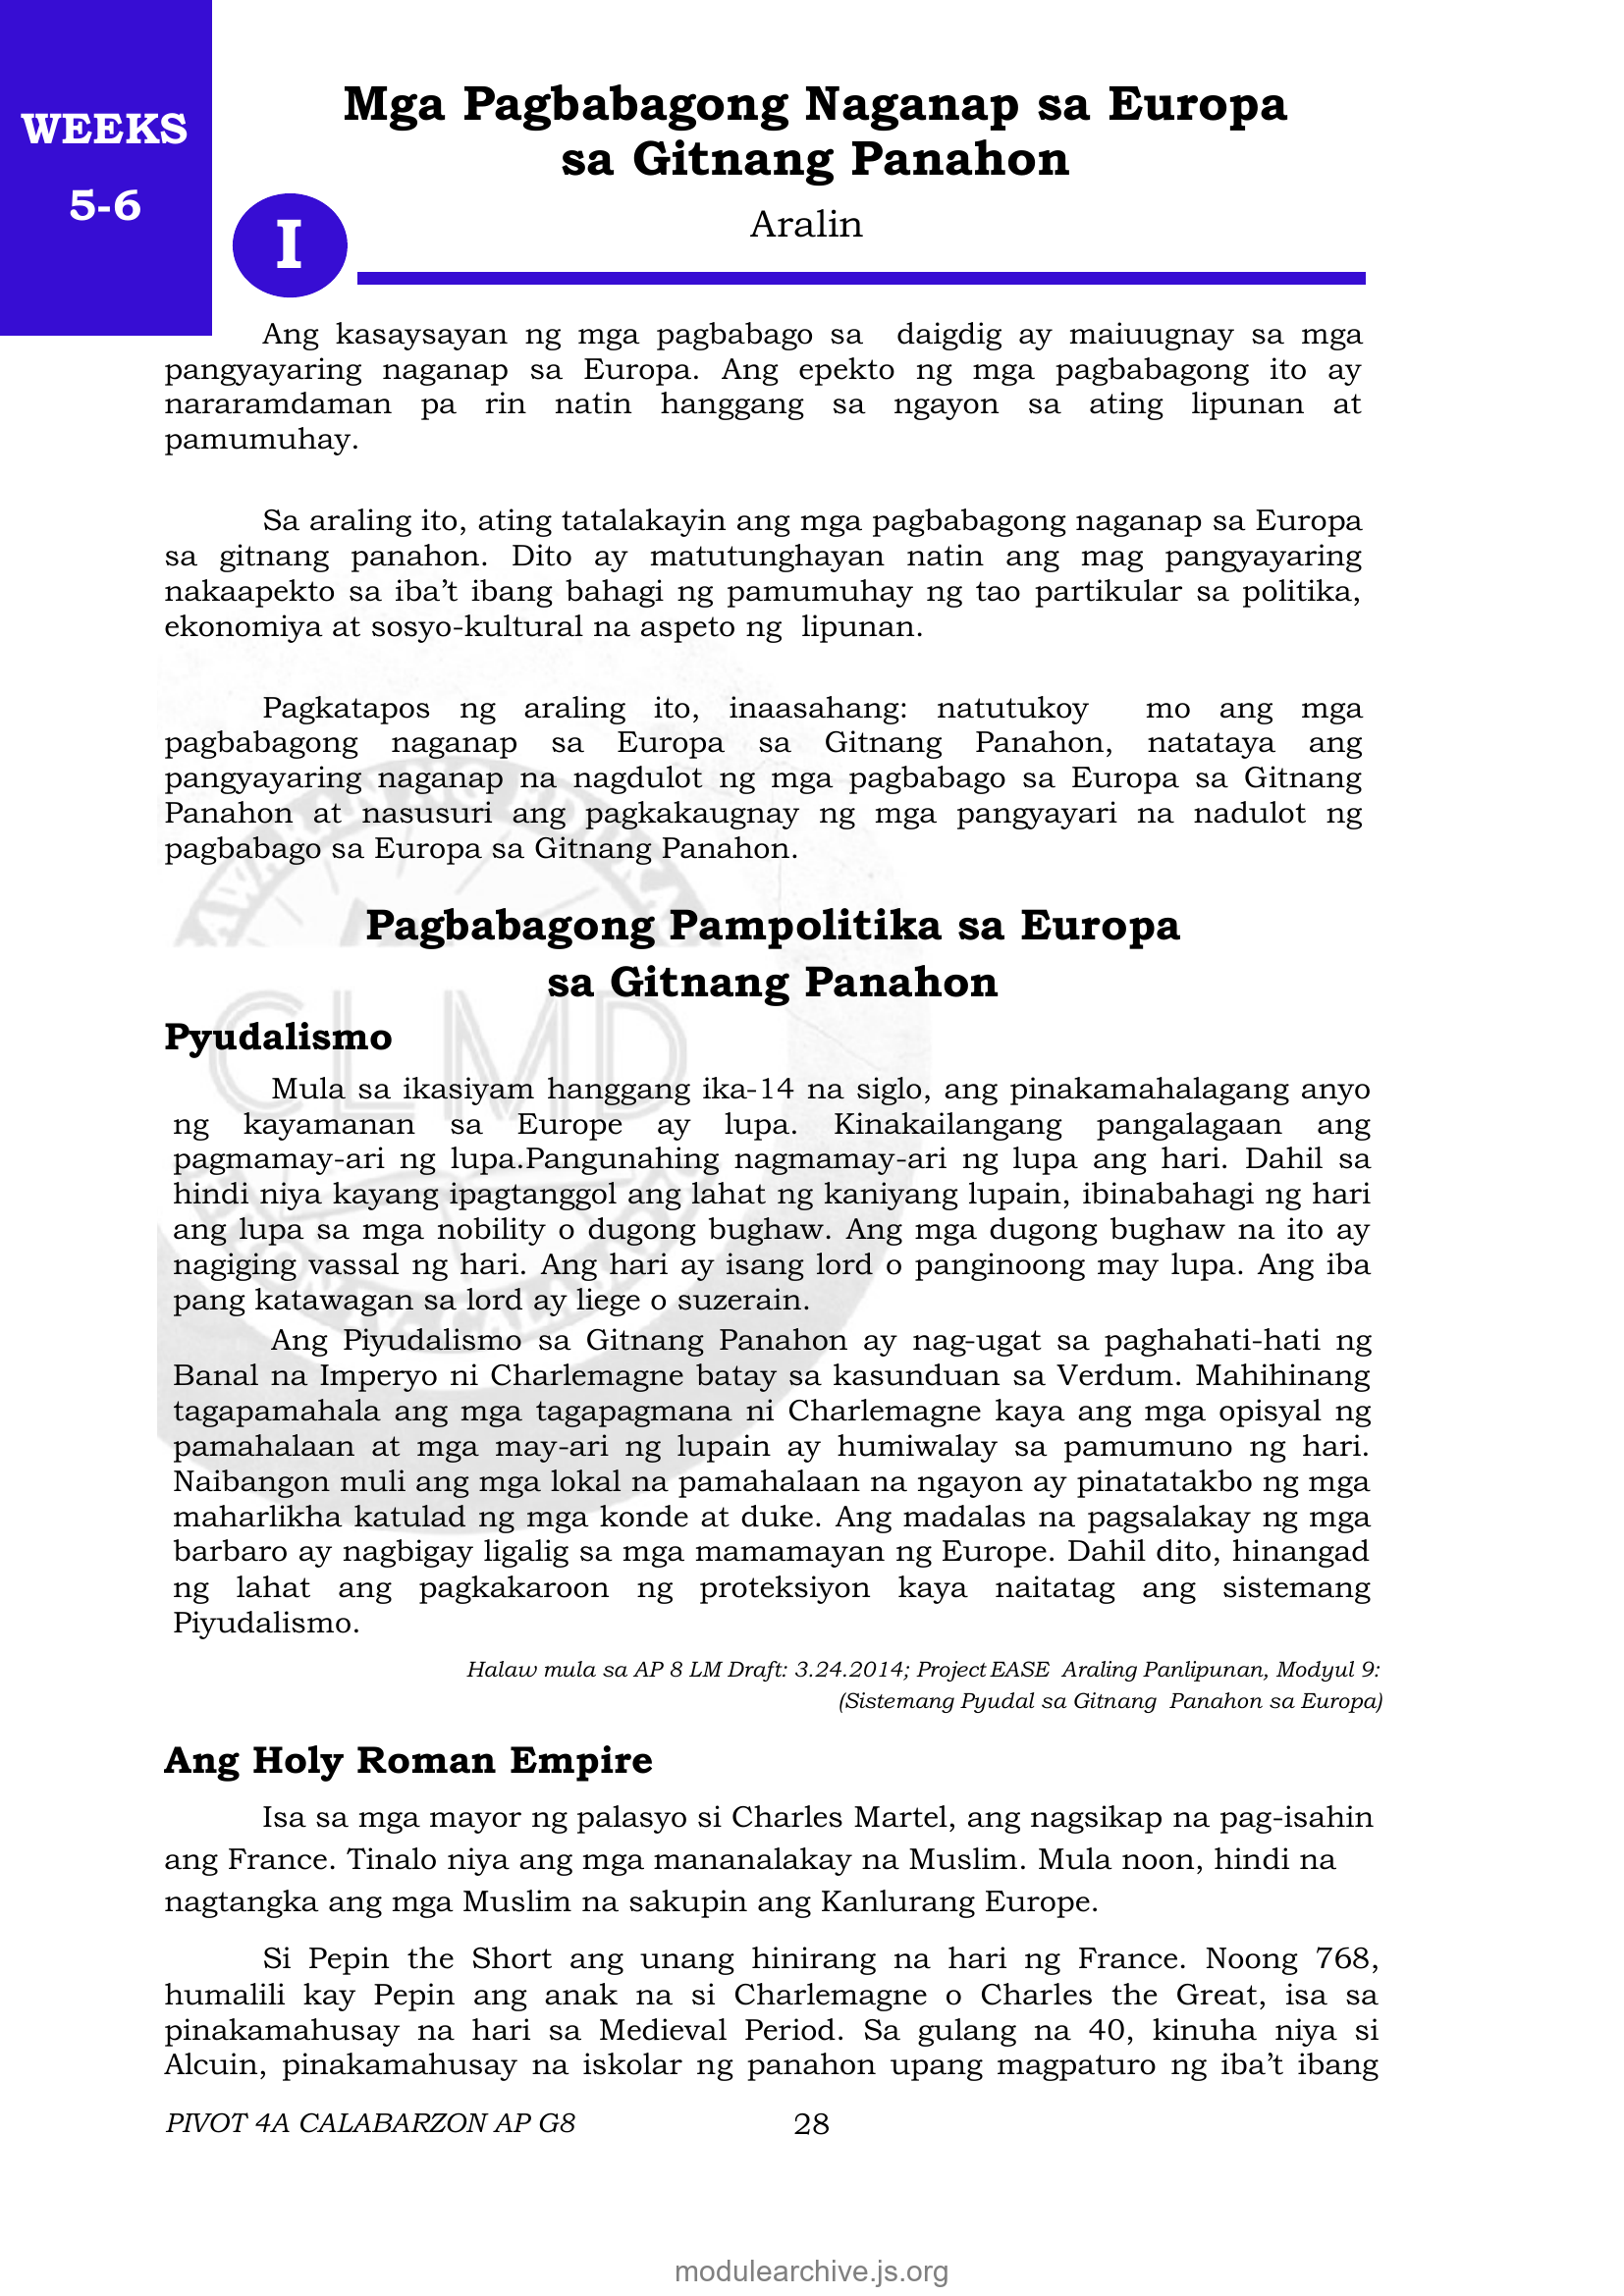 WEEKS
5-6
Mga Pagbabagong Naganap sa Europa
sa Gitnang Panahon
Aralin
I
Ang kasaysayan ng mga pagbabago sa daigdig ay maiuugnay sa mga
pangyayaring naganap sa Europa. Ang epekto ng mga pagbabagong ito ay
nararamdaman pa rin natin hanggang sa ngayon sa ating lipunan at
pamumuhay.
Sa araling ito, ating tatalakayin ang mga pagbabagong naganap sa Europa
sa gitnang panahon. Dito ay matutunghayan natin ang mag pangyayaring
nakaapekto sa iba’t ibang bahagi ng pamumuhay ng tao partikular sa politika,
ekonomiya at sosyo-kultural na aspeto ng lipunan.
Pagkatapos ng araling ito, inaasahang: natutukoy mo ang mga
pagbabagong naganap sa Europa sa Gitnang Panahon, natataya ang
pangyayaring naganap na nagdulot ng mga pagbabago sa Europa sa Gitnang
Panahon at nasusuri ang pagkakaugnay ng mga pangyayari na nadulot ng
pagbabago sa Europa sa Gitnang Panahon.
Pagbabagong Pampolitika sa Europa
sa Gitnang Panahon
CLMD
Pyudalismo
Mula sa ikasiyam hanggang ika-14 na siglo, ang pinakamahalagang anyo
ng kayamanan sa Europe ay lupa. Kinakailangang pangalagaan ang
pagmamay-ari ng lupa.Pangunahing nagmamay-ari ng lupa ang hari. Dahil sa
hindi niya kayang ipagtanggol ang lahat ng kaniyang lupain, ibinabahagi ng hari
ang lupa sa mga nobility o dugong bughaw. Ang mga dugong bughaw na ito ay
nagiging vassal ng hari. Ang hari ay isang lord o panginoong may lupa. Ang iba
pang katawagan sa lord ay liege o suzerain.
Ang Piyudalismo sa Gitnang Panahon ay nag-ugat sa paghahati-hati ng
Banal na Imperyo ni Charlemagne batay sa kasunduan sa Verdum. Mahihinang
tagapamahala ang mga tagapagmana ni Charlemagne kaya ang mga opisyal ng
pamahalaan at mga may-ari ng lupain ay humiwalay sa pamumuno ng hari.
Naibangon muli ang mga lokal na pamahalaan na ngayon ay pinatatakbo ng mga
maharlikha katulad ng mga konde at duke. Ang madalas na pagsalakay ng mga
barbaro ay nagbigay ligalig sa mga mamamayan ng Europe. Dahil dito, hinangad
ng lahat ang pagkakaroon ng proteksiyon kaya naitatag ang sistemang
Piyudalismo.
Halaw mula sa AP 8 LM Draft: 3.24.2014; Project EASE Araling Panlipunan, Modyul 9:
(Sistemang Pyudal sa Gitnang Panahon sa Europa)
Ang Holy Roman Empire
Isa sa mga mayor ng palasyo si Charles Martel, ang nagsikap na pag-isahin
ang France. Tinalo niya ang mga mananalakay na Muslim. Mula noon, hindi na
nagtangka ang mga Muslim na sakupin ang Kanlurang Europe.
Si Pepin the Short ang unang hinirang na hari ng France. Noong 768,
humalili kay Pepin ang anak na si Charlemagne o Charles the Great, isa sa
pinakamahusay na hari sa Medieval Period. Sa gulang na 40, kinuha niya si
Alcuin, pinakamahusay na iskolar ng panahon upang magpaturo ng iba’t ibang
PIVOT 4A CALABARZON AP G8
28
modulearchive.js.org